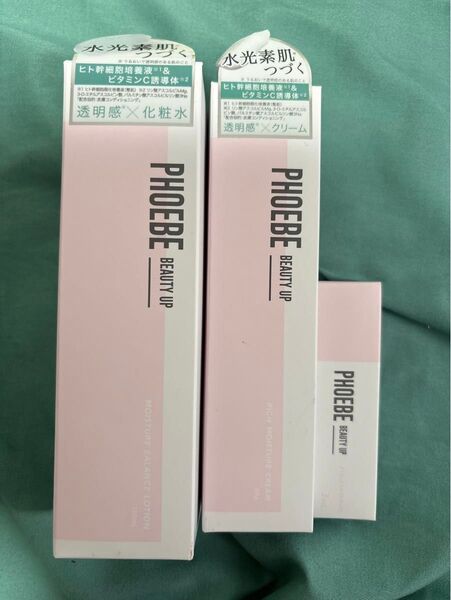 水光素肌
つづく
ヒト幹細胞培養液※1&
ビタミンC誘導体※2
透明感 × 化粧水
PHOEBE
BEAUTY UP
MOISTURE BALANCE LOTION
水光素肌
つづく
ヒト幹細胞培養液※1&
ビタミンC誘導体※2
透明感 × クリーム
PHOEBE
BEAUTY UP
RICH MOISTURE CREAM
PHOEBE
BEAUTY UP